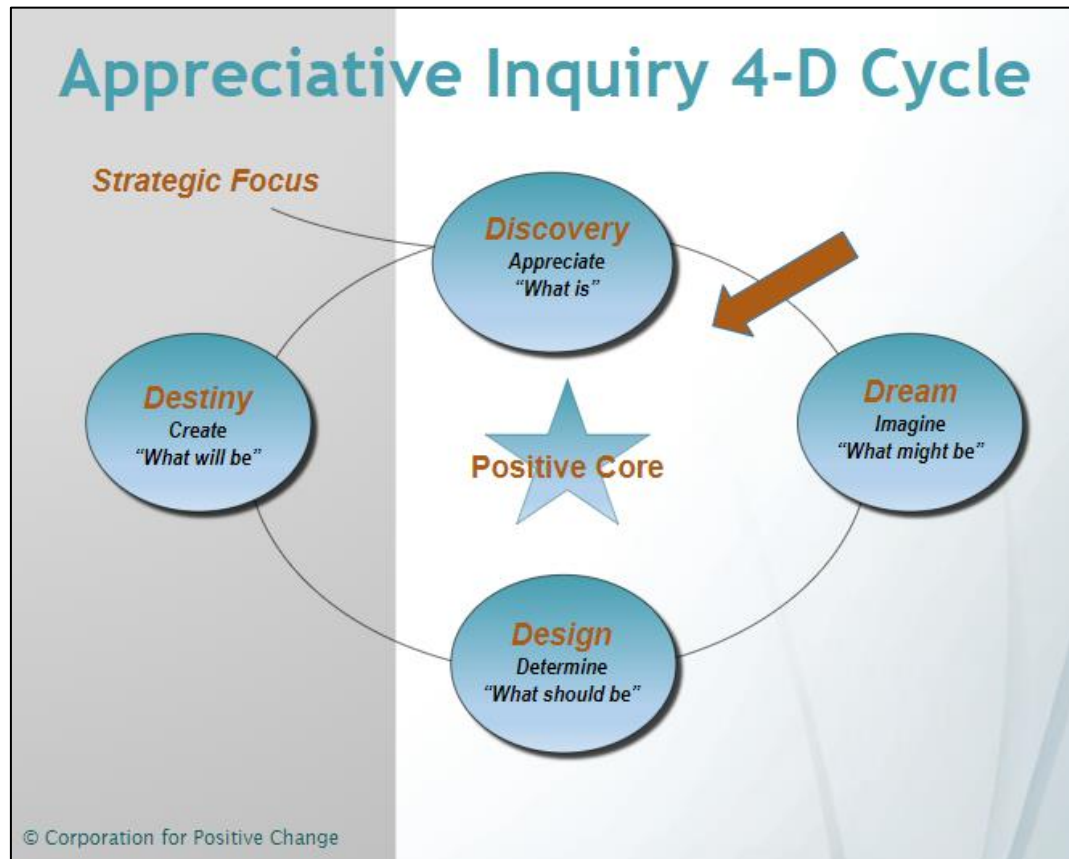 Appreciative Inquiry 4-D Cycle
Strategic Focus
Discovery
Appreciate
“What is”
Dream
Imagine
“What might be”
Design
Determine
“What should be”
Destiny
Create
“What will be”
Positive Core
© Corporation for Positive Change